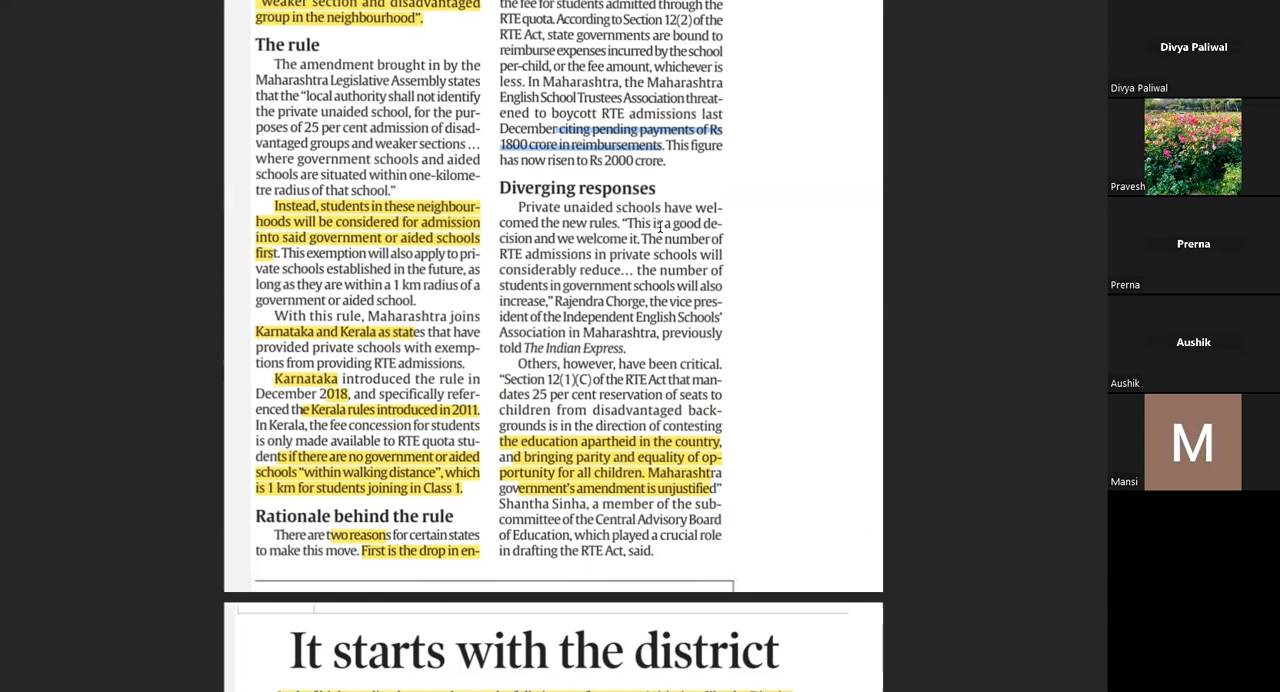 "weaker section and disadvantaged
group in the neighbourhood".
The rule
The amendment brought in by the
Maharashtra Legislative Assembly states
that the "local authority shall not identify
the private unaided school, for the pur-
poses of 25 per cent admission of disad-
vantaged groups and weaker sections...
where government schools and aided
schools are situated within one-kilome-
tre radius of that school."
Instead, students in these neighbour-
hoods will be considered for admission
into said government or aided schools
first. This exemption will also apply to pri-
vate schools established in the future, as
long as they are within a 1 km radius of a
government or aided school.
With this rule, Maharashtra joins
Karnataka and Kerala as states that have
provided private schools with exemp-
tions from providing RTE admissions.
Karnataka introduced the rule in
December 2018, and specifically refer-
enced the Kerala rules introduced in 2011.
In Kerala, the fee concession for students
is only made available to RTE quota stu-
dents if there are no government or aided
schools "within walking distance", which
is 1 km for students joining in Class 1.
Rationale behind the rule
There are two reasons for certain states
to make this move. First is the drop in en-
the fee for students admitted through the
RTE quota. According to Section 12(2) of the
RTE Act, state governments are bound to
reimburse expenses incurred by the school
per-child, or the fee amount, whichever is
less. In Maharashtra, the Maharashtra
English School Trustees Association threat-
ened to boycott RTE admissions last
December citing pending payments of Rs
1800 crore in reimbursements. This figure
has now risen to Rs 2000 crore.
Diverging responses
Private unaided schools have wel-
comed the new rules. "This is a good de-
cision and we welcome it. The number of
RTE admissions in private schools will
considerably reduce... the number of
students in government schools will also
increase," Rajendra Chorge, the vice pres-
ident of the Independent English Schools'
Association in Maharashtra, previously
told The Indian Express.
Others, however, have been critical.
"Section 12(1)(C) of the RTE Act that man-
dates 25 per cent reservation of seats to
children from disadvantaged back-
grounds is in the direction of contesting
the education apartheid in the country,
and bringing parity and equality of op-
portunity for all children. Maharashtra
government's amendment is unjustified"
Shantha Sinha, a member of the sub-
committee of the Central Advisory Board
of Education, which played a crucial role
in drafting the RTE Act, said.
It starts with the district
Divya Paliwal
Divya Paliwal
Pravesh
Prerna
Prerna
Aushik
Aushik
M
Mansi